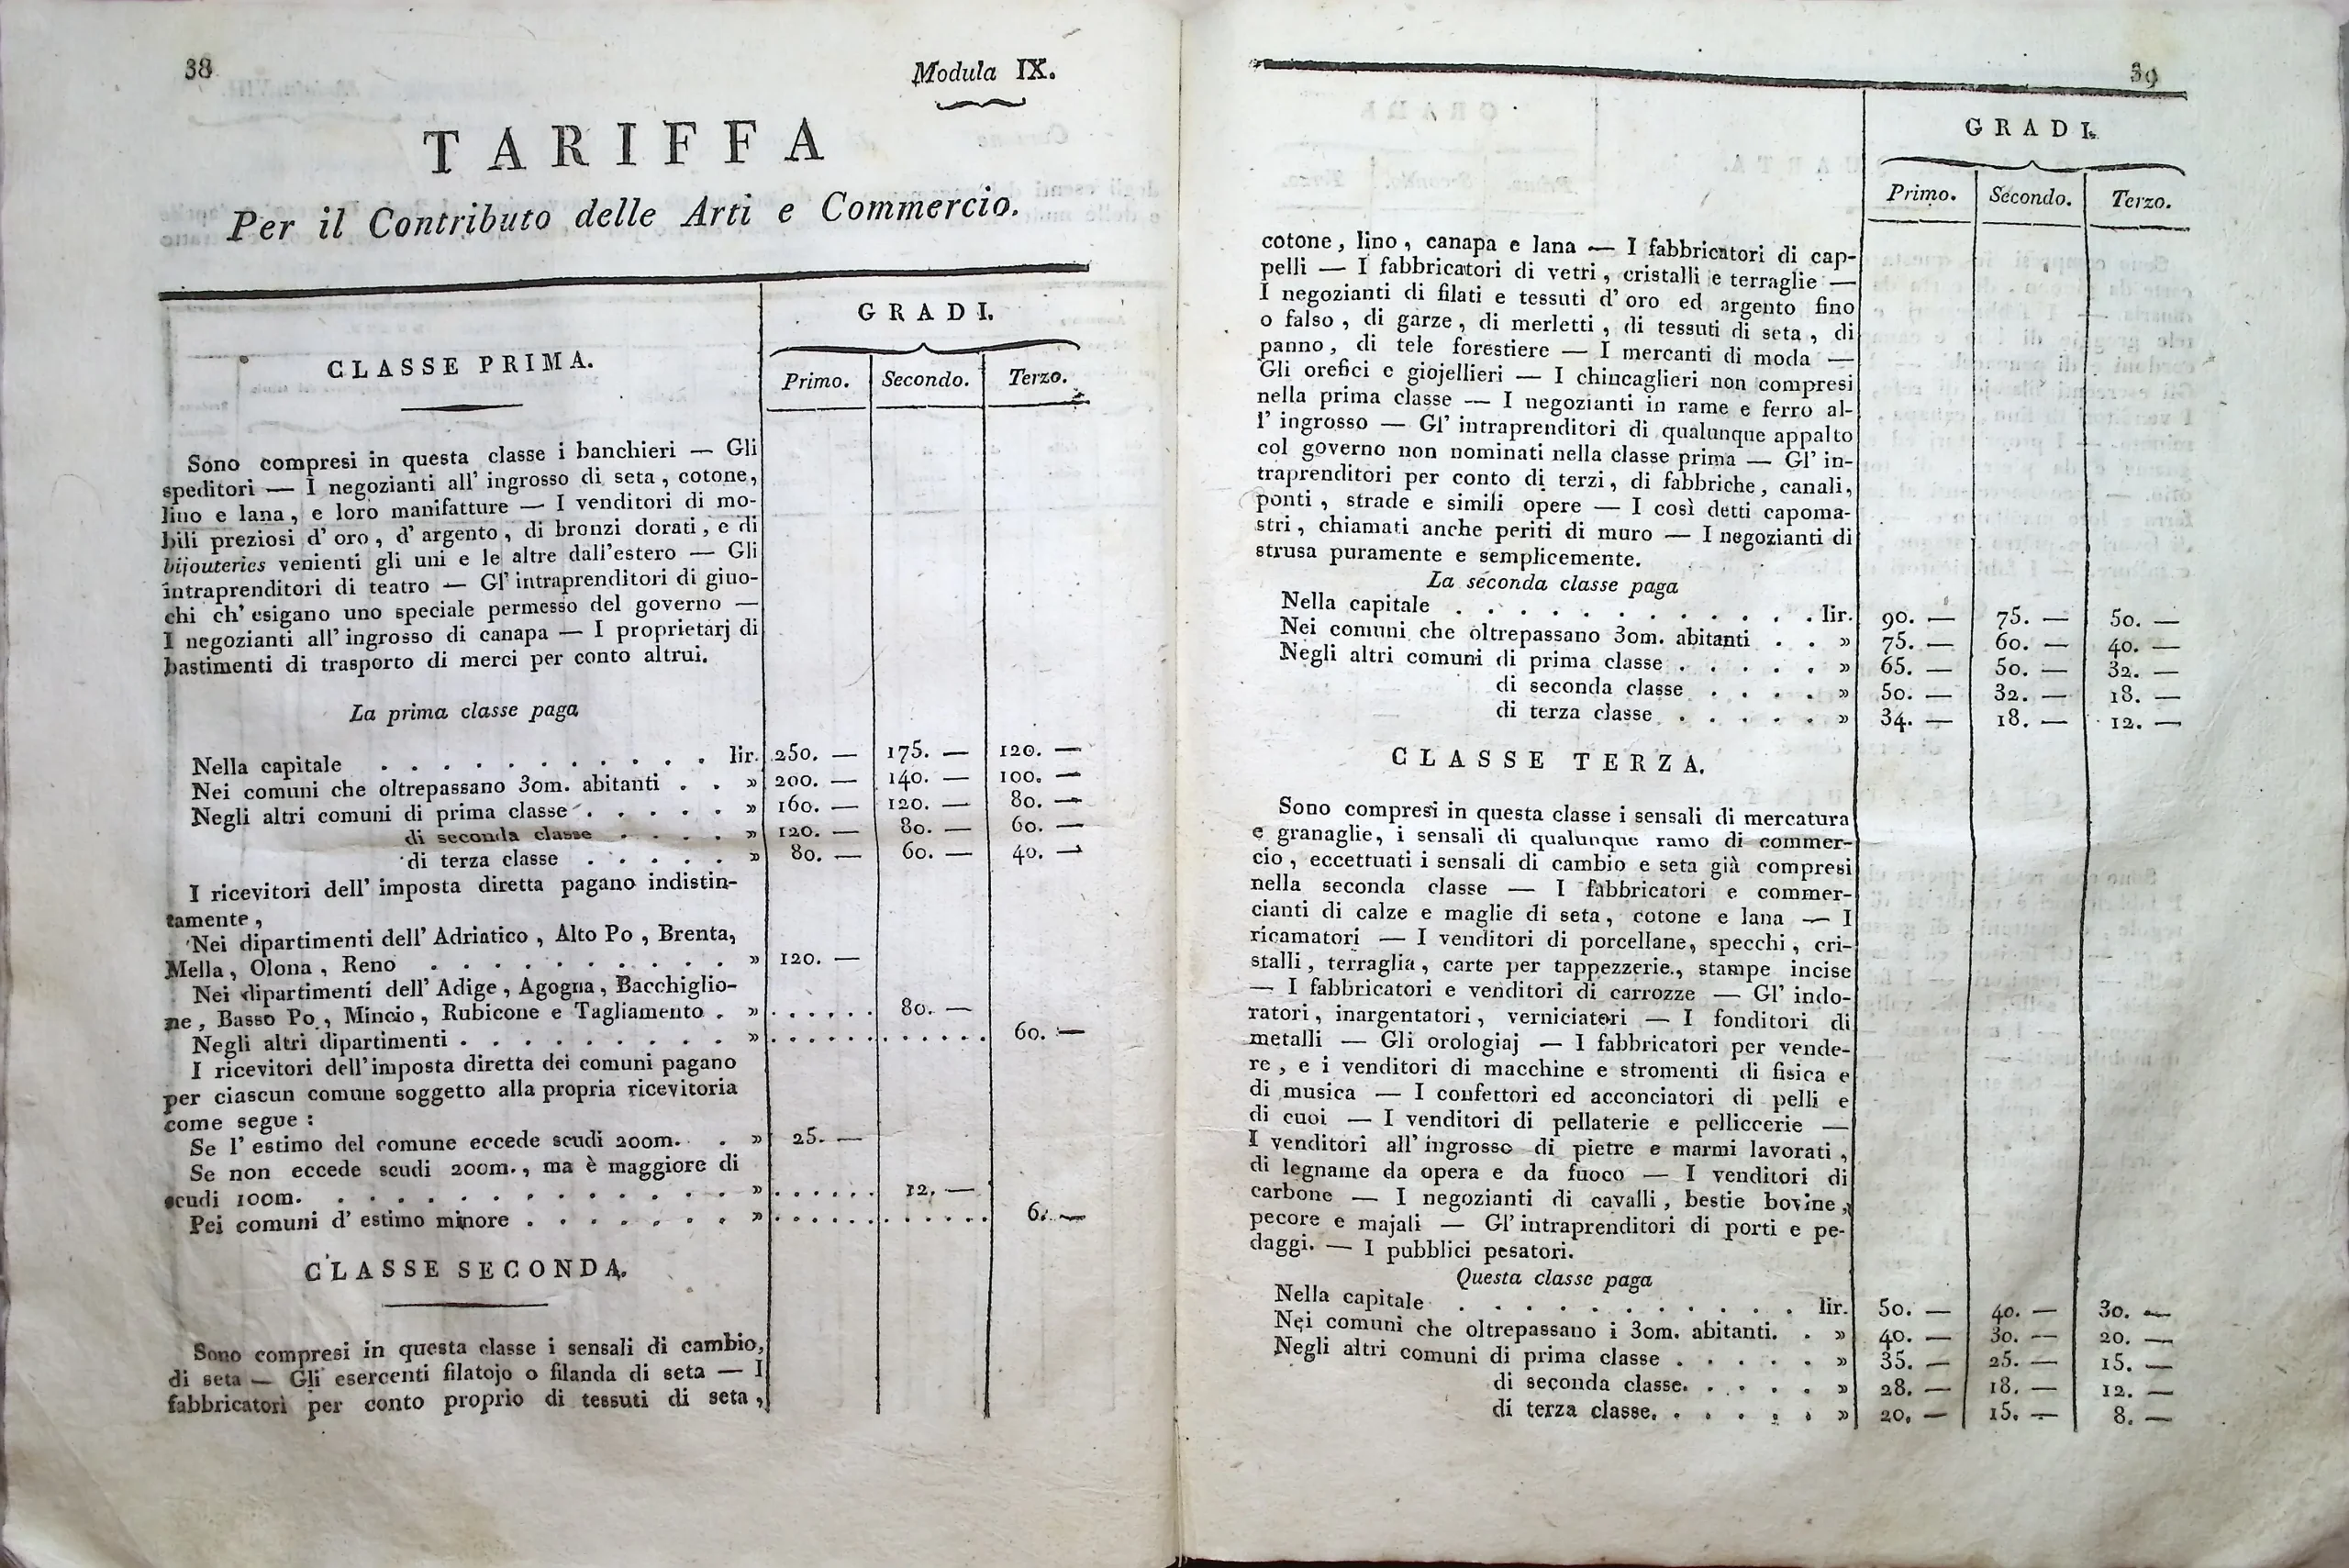 38
Modula IX.
TARIFFA
Per il Contributo delle Arti e Commercio.
CLASSE PRIMA.
GRADI.
Primo. Secondo. Terzo.
Sono compresi in questa classe i banchieri — Gli
speditori — I negozianti all' ingrosso di seta, cotone,
lino e lana, e loro manifatture — I venditori di mo-
bili preziosi d' oro, d' argento, di bronzi dorati, e di
bijouteries venienti gli uni e le altre dall'estero — Gli
intraprenditori di teatro — Gl' intraprenditori di giuo-
chi ch' esigano uno speciale permesso del governo —
I negozianti all' ingrosso di canapa — I proprietarj di
bastimenti di trasporto di merci per conto altrui.
La prima classe paga
Nella capitale . . . . . . . . . . . lir. 250. — 175. — 120. —
Nei comuni che oltrepassano 30m. abitanti . . » 200. — 140. — 100. —
Negli altri comuni di prima classe . . . . . » 160. — 120. — 80. —
di seconda classe . . . . » 120. — 80. — 60. —
di terza classe . . . . . » 80. — 60. — 40. —
I ricevitori dell' imposta diretta pagano indistin-
tamente,
Nei dipartimenti dell' Adriatico, Alto Po, Brenta,
Mella, Olona, Reno . . . . . . . . . . » 120. —
Nei dipartimenti dell' Adige, Agogna, Bacchiglio-
ne, Basso Po, Mincio, Rubicone e Tagliamento . » . . . . . . 80. —
Negli altri dipartimenti . . . . . . . . . » . . . . . . . . . . . . 60. —
I ricevitori dell' imposta diretta dei comuni pagano
per ciascun comune soggetto alla propria ricevitoria
come segue :
Se l' estimo del comune eccede scudi 200m. . » 25. —
Se non eccede scudi 200m., ma è maggiore di
scudi 100m. . . . . . . . . . . . . . » . . . . . . 12. —
Pei comuni d' estimo minore . . . . . . . » . . . . . . . . . . . . 6. —
CLASSE SECONDA.
Sono compresi in questa classe i sensali di cambio,
di seta — Gli esercenti filatojo o filanda di seta — I
fabbricatori per conto proprio di tessuti di seta,
39
GRADI.
Primo. Secondo. Terzo.
cotone, lino, canapa e lana — I fabbricatori di cap-
pelli — I fabbricatori di vetri, cristalli e terraglie —
I negozianti di filati e tessuti d' oro ed argento fino
o falso, di garze, di merletti, di tessuti di seta, di
panno, di tele forestiere — I mercanti di moda —
Gli orefici e giojellieri — I chincaglieri non compresi
nella prima classe — I negozianti in rame e ferro al-
l' ingrosso — Gl' intraprenditori di qualunque appalto
col governo non nominati nella classe prima — Gl' in-
traprenditori per conto di terzi, di fabbriche, canali,
ponti, strade e simili opere — I così detti capoma-
stri, chiamati anche periti di muro — I negozianti di
strusa puramente e semplicemente.
La seconda classe paga
Nella capitale . . . . . . . . . . . lir. 90. — 75. — 50. —
Nei comuni che oltrepassano 30m. abitanti . . » 75. — 60. — 40. —
Negli altri comuni di prima classe . . . . . » 65. — 50. — 32. —
di seconda classe . . . . » 50. — 32. — 18. —
di terza classe . . . . . » 34. — 18. — 12. —
CLASSE TERZA.
Sono compresi in questa classe i sensali di mercatura
e granaglie, i sensali di qualunque ramo di commer-
cio, eccettuati i sensali di cambio e seta già compresi
nella seconda classe — I fabbricatori e commer-
cianti di calze e maglie di seta, cotone e lana — I
ricamatori — I venditori di porcellane, specchi, cri-
stalli, terraglia, carte per tappezzerie, stampe incise
— I fabbricatori e venditori di carrozze — Gl' indo-
ratori, inargentatori, verniciatori — I fonditori di
metalli — Gli orologiaj — I fabbricatori per vende-
re, e i venditori di macchine e stromenti di fisica e
di musica — I confettori ed acconciatori di pelli e
di cuoi — I venditori di pellaterie e pelliccerie —
I venditori all' ingrosso di pietre e marmi lavorati,
di legname da opera e da fuoco — I venditori di
carbone — I negozianti di cavalli, bestie bovine,
pecore e majali — Gl' intraprenditori di porti e pe-
daggi. — I pubblici pesatori.
Questa classe paga
Nella capitale . . . . . . . . . . . lir. 50. — 40. — 30. —
Nei comuni che oltrepassano i 30m. abitanti. . » 40. — 30. — 20. —
Negli altri comuni di prima classe . . . . . » 35. — 25. — 15. —
di seconda classe. . . . . » 28. — 18. — 12. —
di terza classe. . . . . . » 20. — 15. — 8. —